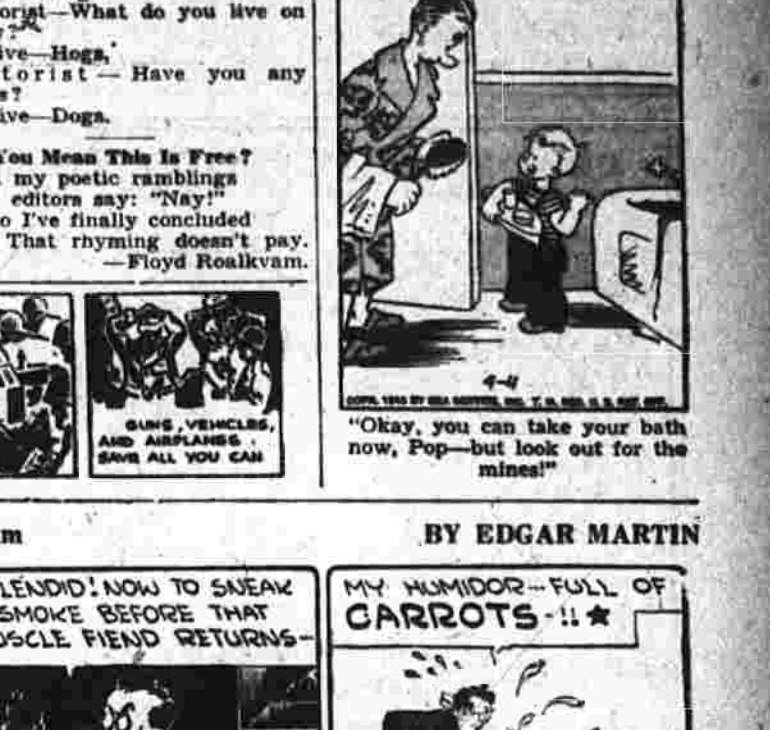 orist—What do you live on
ive—Hogs.
torist — Have you any
s?
ive—Dogs.
You Mean This Is Free?
my poetic ramblings
editors say: "Nay!"
o I've finally concluded
That rhyming doesn't pay.
—Floyd Roalkvam.
GUNS, VEHICLES,
AND AIRPLANES.
SAVE ALL YOU CAN
4-4
"Okay, you can take your bath
now, Pop—but look out for the
mines!"
m
BY EDGAR MARTIN
LENDID! NOW TO SNEAK
SMOKE BEFORE THAT
USCLE FIEND RETURNS—
MY HUMIDOR—FULL OF
CARROTS-!!★